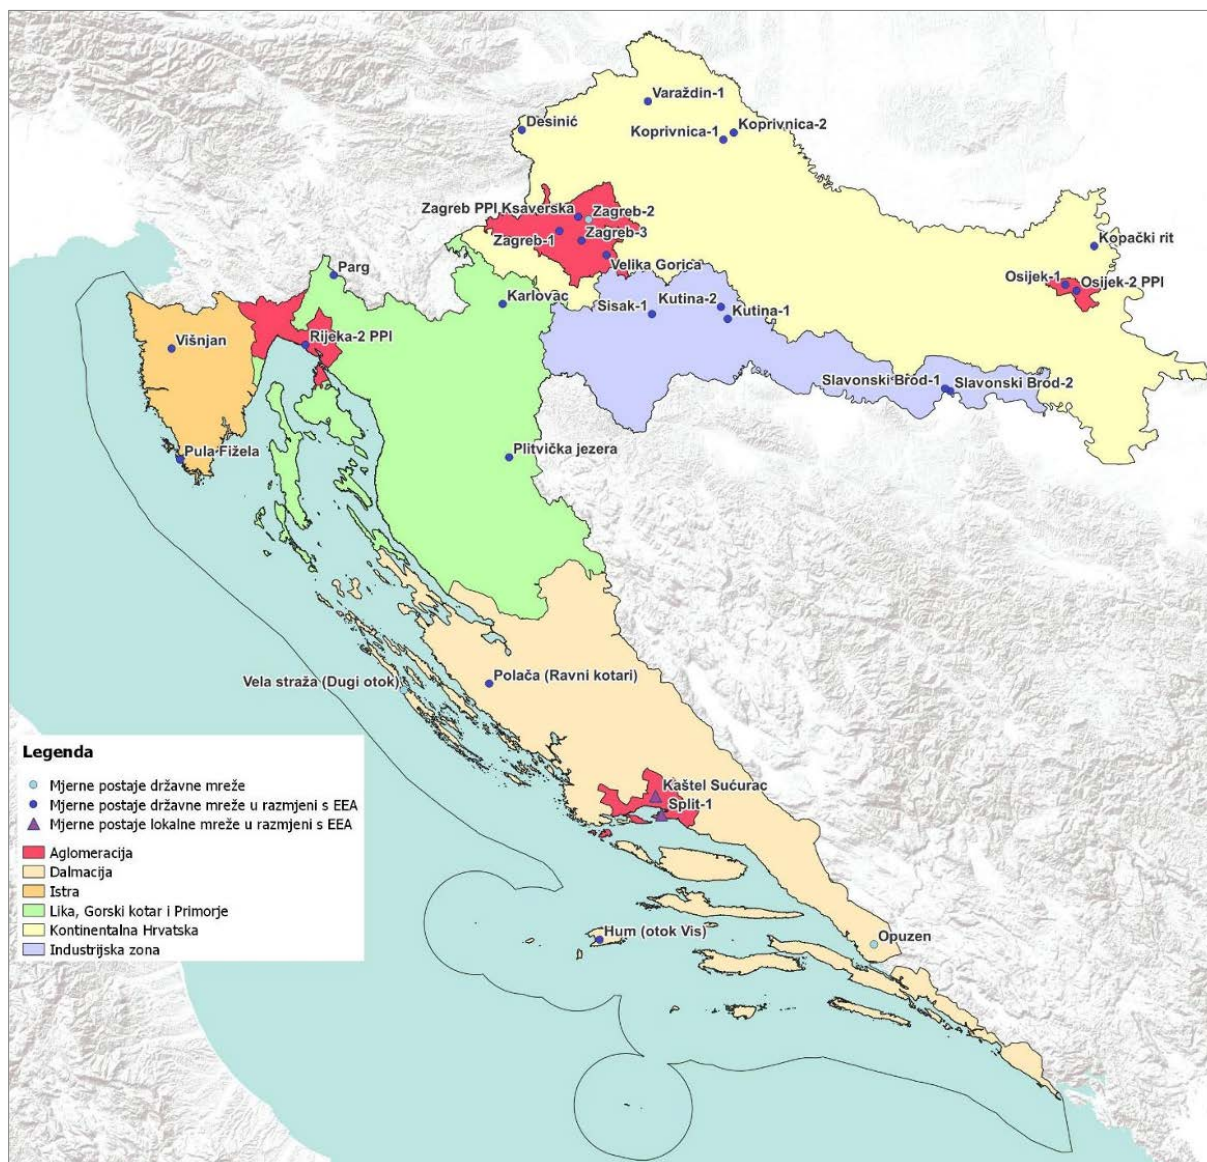 Varaždin-1
Desinić
Koprivnica-2
Koprivnica-1
Zagreb PPI Ksaverska
Zagreb-2
Zagreb-1
Zagreb-3
Velika Gorica
Kopački rit
Osijek-1
Osijek-2 PPI
Parg
Karlovac
Sisak-1
Kutina-2
Kutina-1
Višnjan
Rijeka-2 PPI
Slavonski Brod-1
Slavonski Brod-2
Pula Fižela
Plitvička jezera
Vela straža (Dugi otok)
Polača (Ravni kotari)
Kaštel Sućurac
Split-1
Hum (otok Vis)
Opuzen
Legenda
Mjerne postaje državne mreže
Mjerne postaje državne mreže u razmjeni s EEA
Mjerne postaje lokalne mreže u razmjeni s EEA
Aglomeracija
Dalmacija
Istra
Lika, Gorski kotar i Primorje
Kontinentalna Hrvatska
Industrijska zona